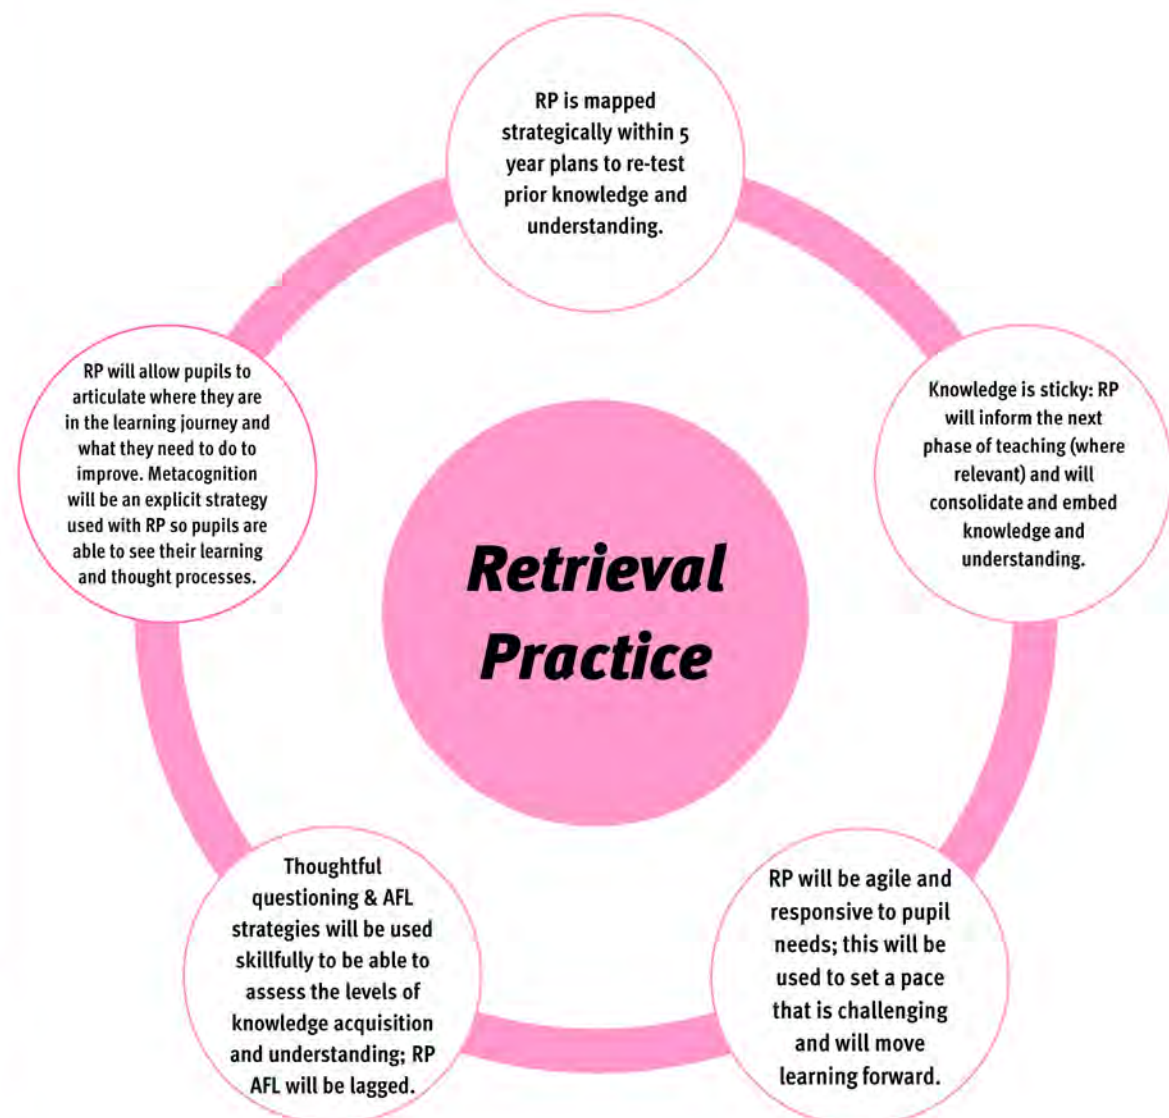 RP is mapped
strategically within 5
year plans to re-test
prior knowledge and
understanding.
Knowledge is sticky: RP
will inform the next
phase of teaching (where
relevant) and will
consolidate and embed
knowledge and
understanding.
RP will be agile and
responsive to pupil
needs; this will be
used to set a pace
that is challenging
and will move
learning forward.
Thoughtful
questioning & AFL
strategies will be used
skillfully to be able to
assess the levels of
knowledge acquisition
and understanding; RP
AFL will be lagged.
RP will allow pupils to
articulate where they are
in the learning journey and
what they need to do to
improve. Metacognition
will be an explicit strategy
used with RP so pupils are
able to see their learning
and thought processes.
Retrieval
Practice